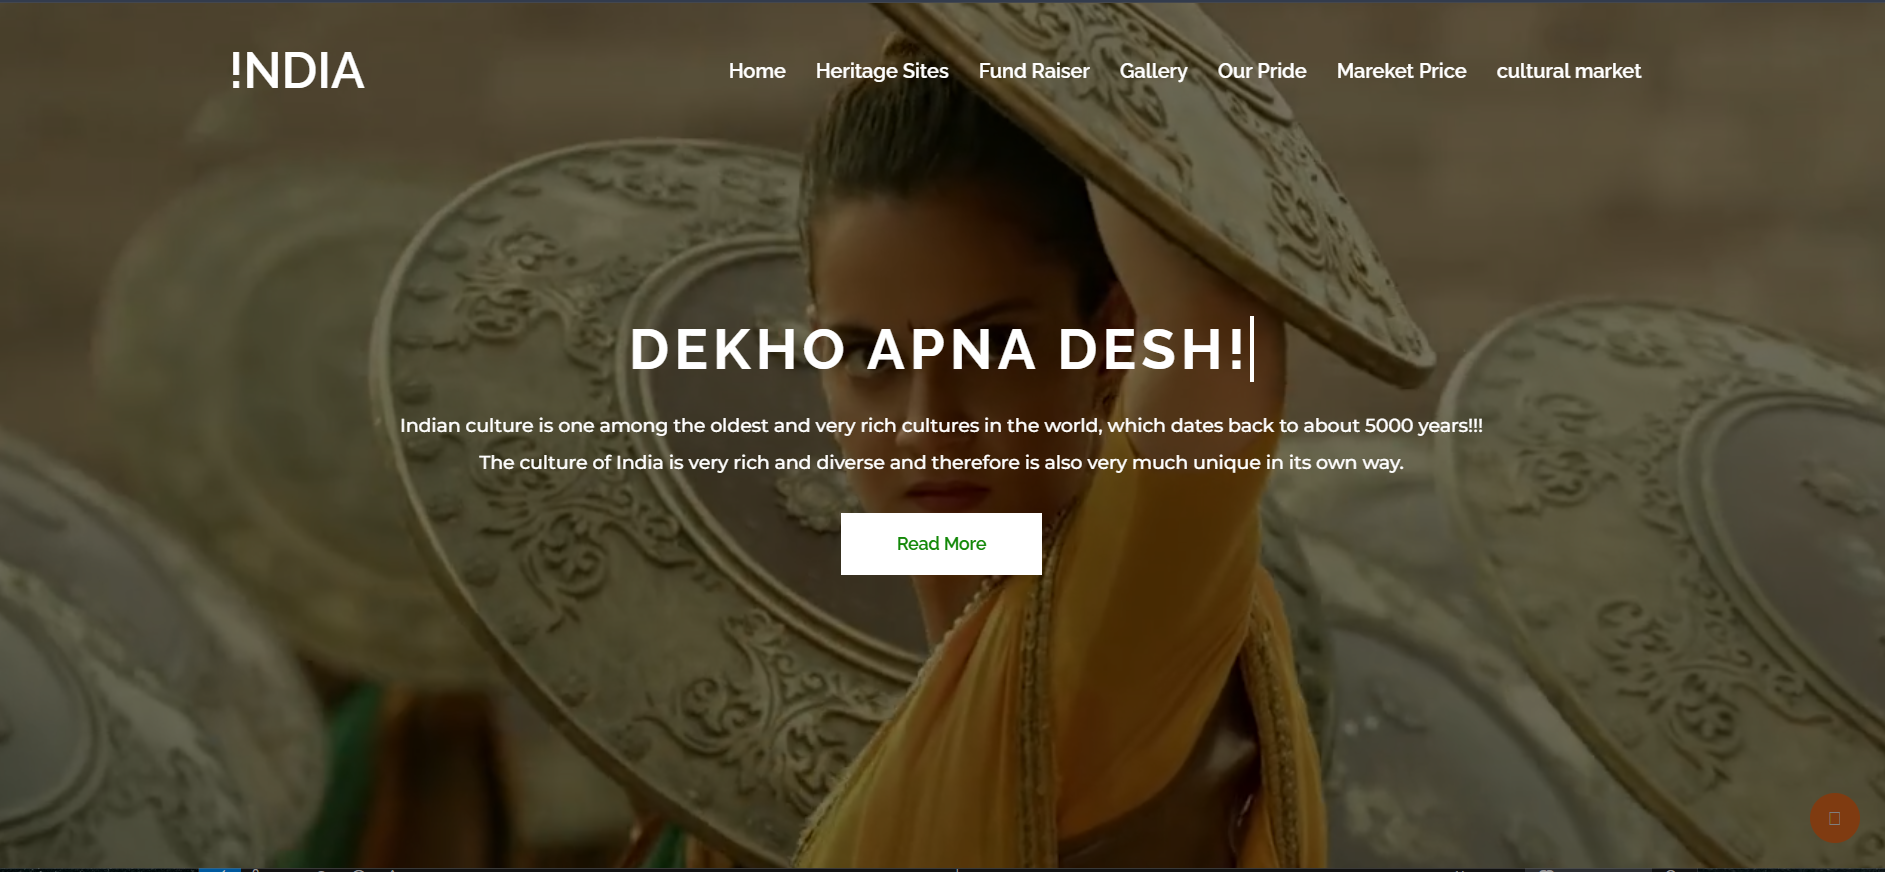 !NDIA
Home Heritage Sites Fund Raiser Gallery Our Pride Mareket Price cultural market
DEKHO APNA DESH!
Indian culture is one among the oldest and very rich cultures in the world, which dates back to about 5000 years!!!
The culture of India is very rich and diverse and therefore is also very much unique in its own way.
Read More